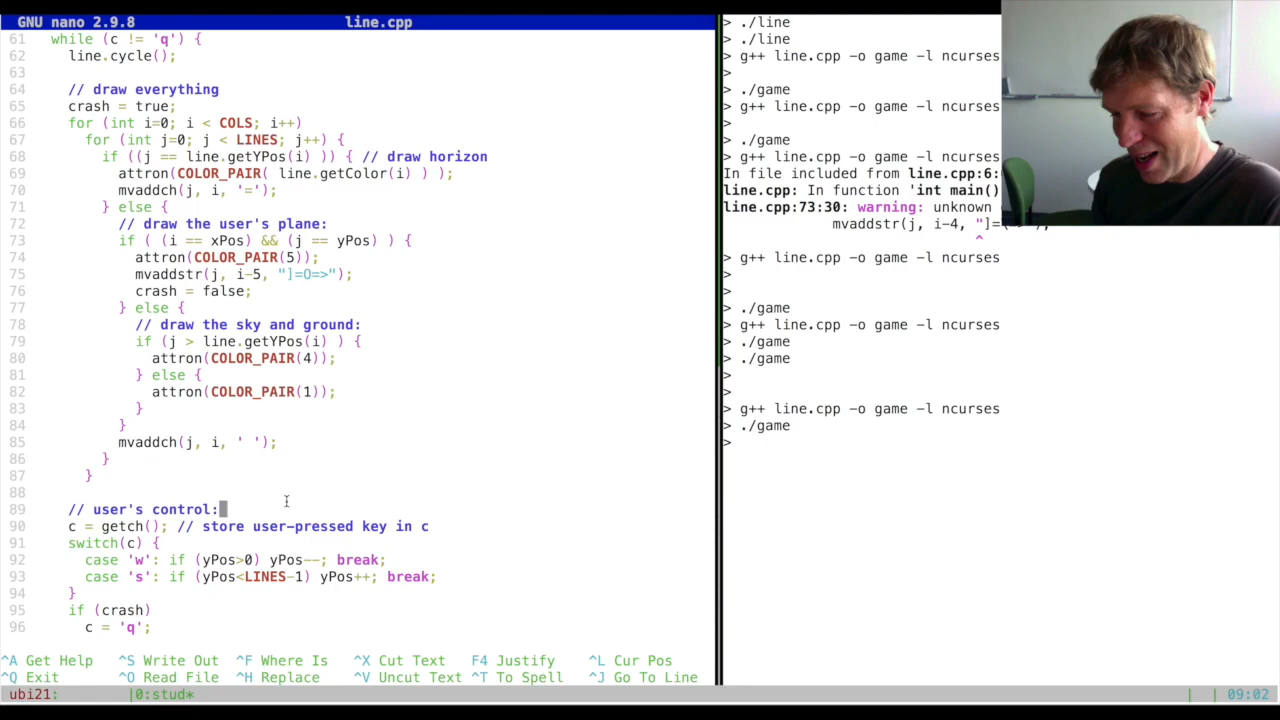 GNU nano 2.9.8 line.cpp
61 while (c != 'q') {
62 line.cycle();
63
64 // draw everything
65 crash = true;
66 for (int i=0; i < COLS; i++)
67 for (int j=0; j < LINES; j++) {
68 if ((j == line.getYPos(i) )) { // draw horizon
69 attron(COLOR_PAIR( line.getColor(i) ) );
70 mvaddch(j, i, '=');
71 } else {
72 // draw the user's plane:
73 if ( (i == xPos) && (j == yPos) ) {
74 attron(COLOR_PAIR(5));
75 mvaddstr(j, i-5, "]=O=>");
76 crash = false;
77 } else {
78 // draw the sky and ground:
79 if (j > line.getYPos(i) ) {
80 attron(COLOR_PAIR(4));
81 } else {
82 attron(COLOR_PAIR(1));
83 }
84 }
85 mvaddch(j, i, ' ');
86 }
87 }
88
89 // user's control:
90 c = getch(); // store user-pressed key in c
91 switch(c) {
92 case 'w': if (yPos>0) yPos--; break;
93 case 's': if (yPos<LINES-1) yPos++; break;
94 }
95 if (crash)
96 c = 'q';
^A Get Help ^S Write Out ^F Where Is ^X Cut Text F4 Justify ^L Cur Pos
^Q Exit ^O Read File ^H Replace ^V Uncut Text ^T To Spell ^J Go To Line
ubi21: |0:stud* | | 09:02
> ./line
> ./line
> g++ line.cpp -o game -l ncurses
>
> ./game
> g++ line.cpp -o game -l ncurses
>
> ./game
> g++ line.cpp -o game -l ncurses
In file included from line.cpp:6:
line.cpp: In function 'int main()
line.cpp:73:30: warning: unknown
mvaddstr(j, i-4, "]=
^
> g++ line.cpp -o game -l ncurses
>
>
> ./game
> g++ line.cpp -o game -l ncurses
> ./game
> ./game
>
>
> g++ line.cpp -o game -l ncurses
> ./game
>